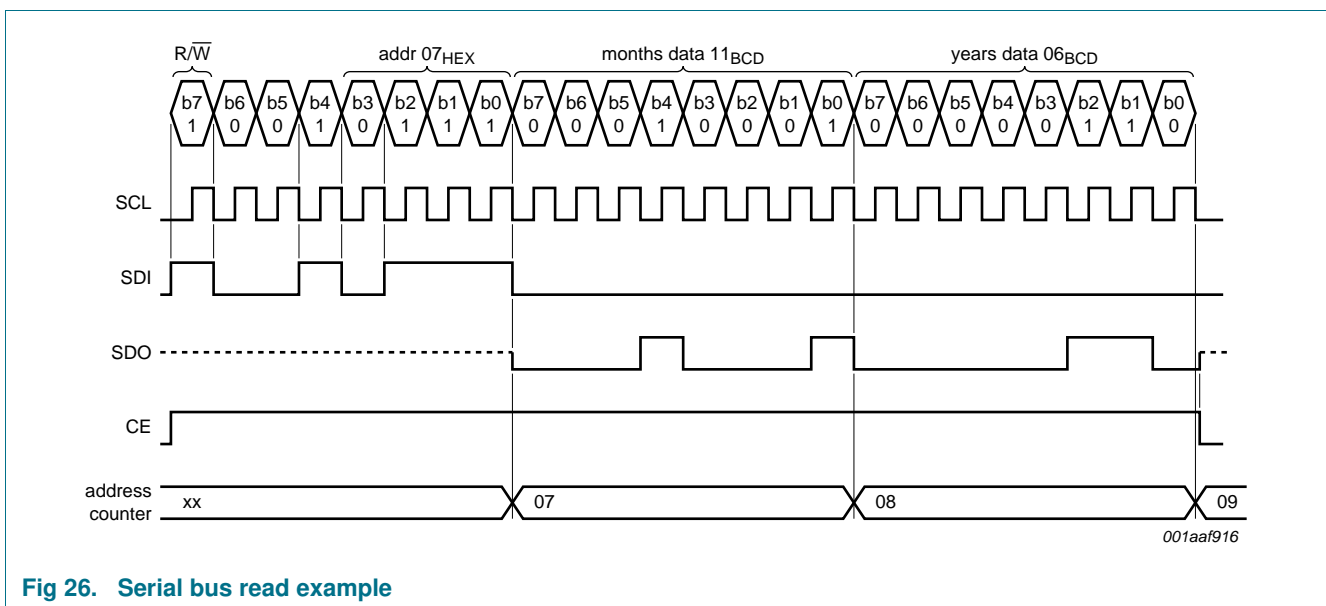 R/W̅ addr 07HEX months data 11BCD years data 06BCD
b7 b6 b5 b4 b3 b2 b1 b0 b7 b6 b5 b4 b3 b2 b1 b0 b7 b6 b5 b4 b3 b2 b1 b0
1 0 0 1 0 1 1 1 0 0 0 1 0 0 0 1 0 0 0 0 0 1 1 0
SCL
SDI
SDO
CE
address
counter
xx 07 08 09
001aaf916
Fig 26. Serial bus read example